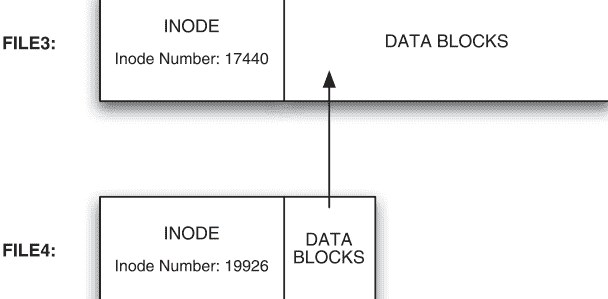 FILE3:
INODE
Inode Number: 17440
DATA BLOCKS
FILE4:
INODE
Inode Number: 19926
DATA
BLOCKS